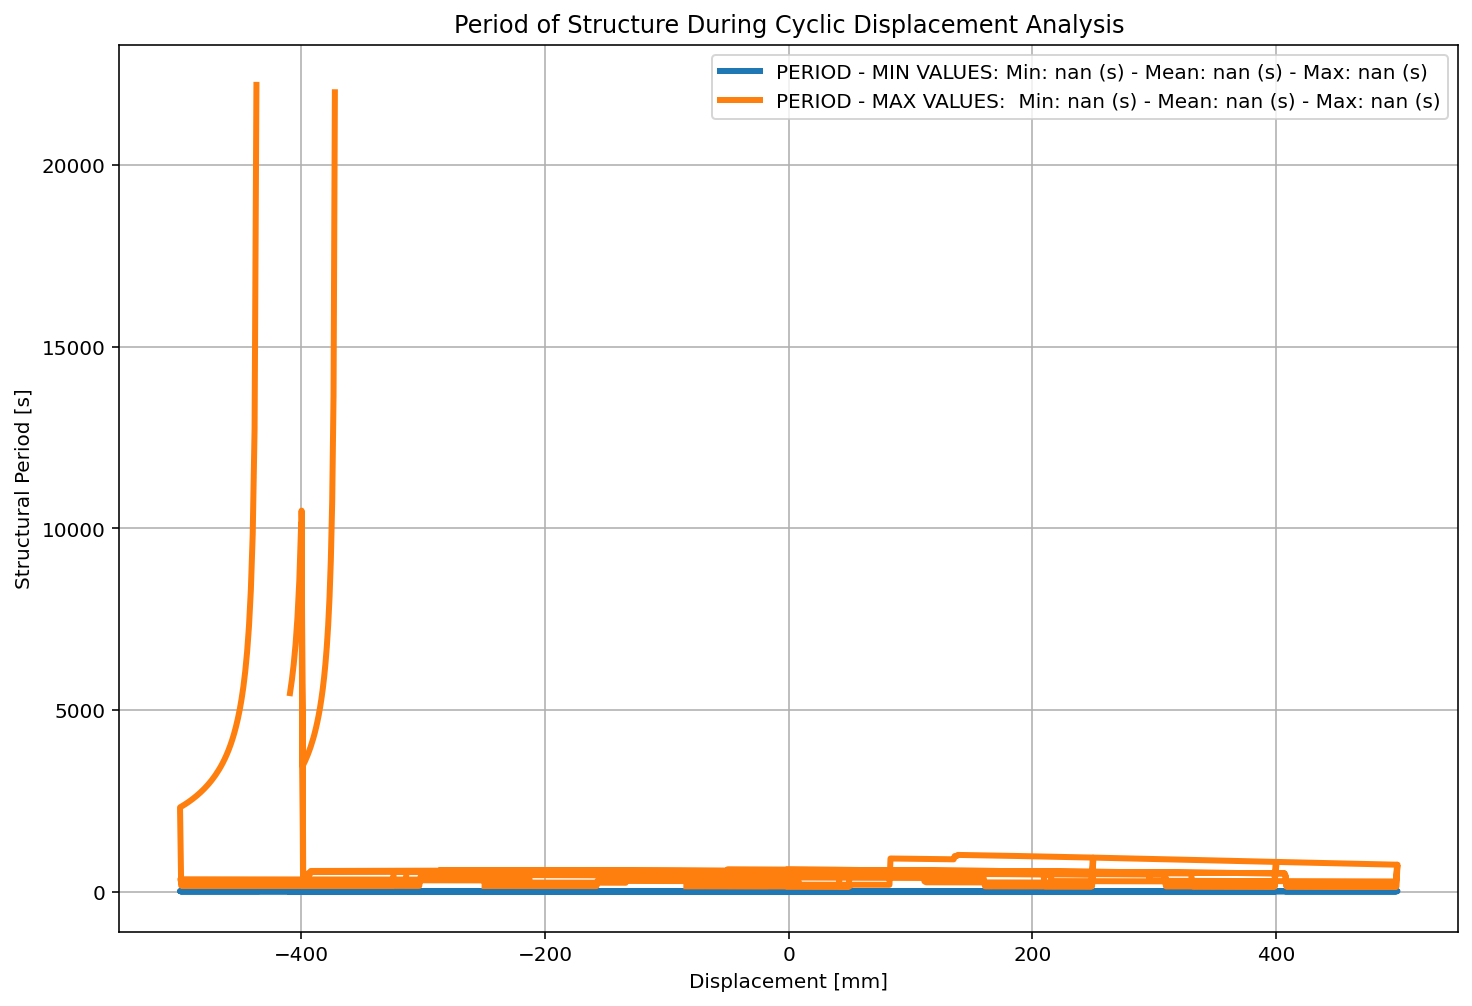 Period of Structure During Cyclic Displacement Analysis
PERIOD - MIN VALUES: Min: nan (s) - Mean: nan (s) - Max: nan (s)
PERIOD - MAX VALUES:  Min: nan (s) - Mean: nan (s) - Max: nan (s)
Structural Period [s]
20000
15000
10000
5000
0
−400
−200
0
200
400
Displacement [mm]